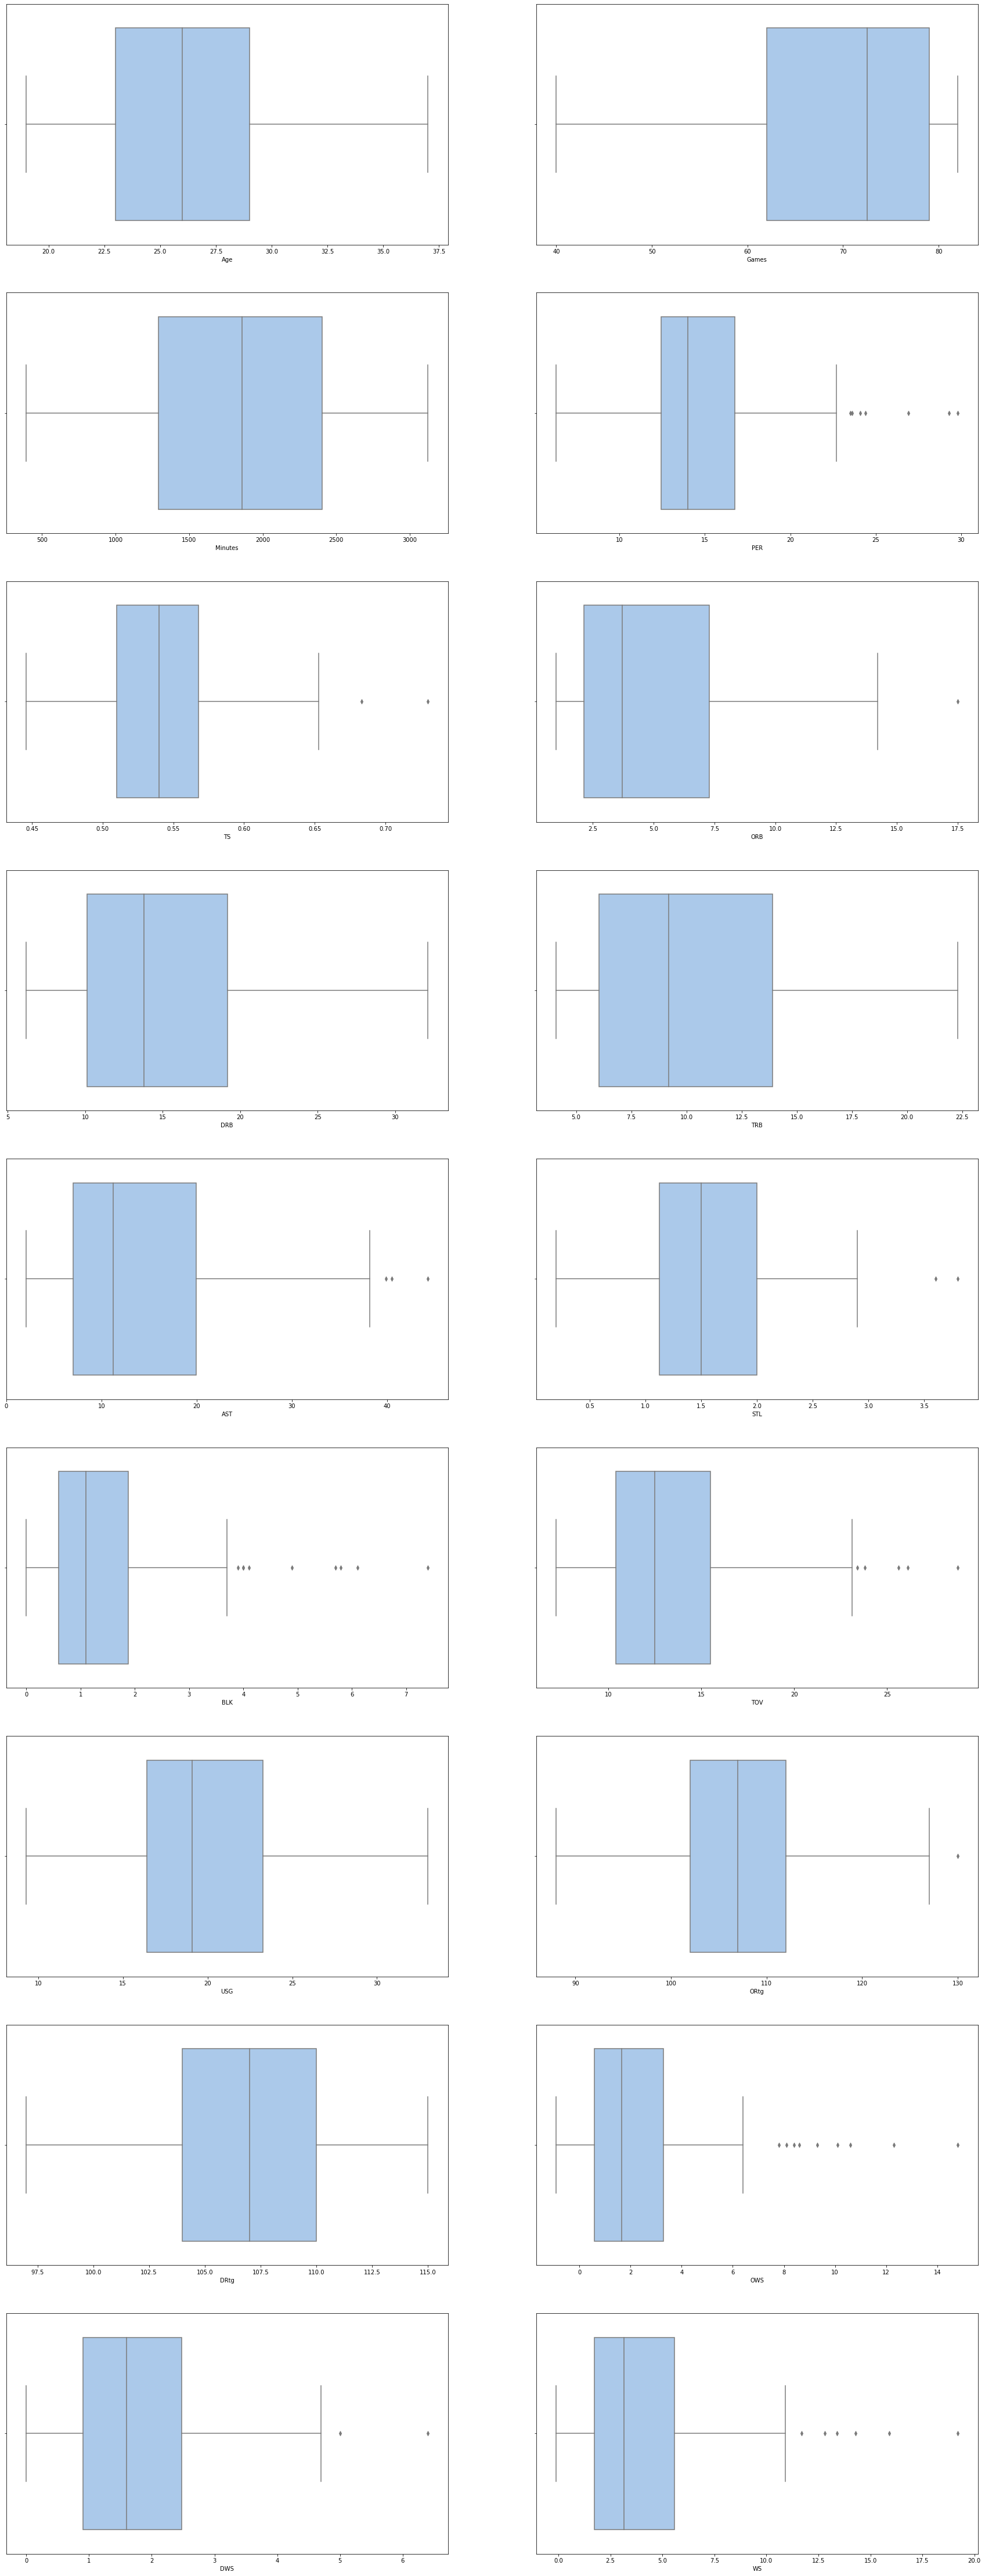 20.0 22.5 25.0 27.5 30.0 32.5 35.0 37.5
Age
40 50 60 70 80
Games
500 1000 1500 2000 2500 3000
Minutes
10 15 20 25 30
PER
0.45 0.50 0.55 0.60 0.65 0.70
TS
2.5 5.0 7.5 10.0 12.5 15.0 17.5
ORB
5 10 15 20 25 30
DRB
5.0 7.5 10.0 12.5 15.0 17.5 20.0 22.5
TRB
0 10 20 30 40
AST
0.5 1.0 1.5 2.0 2.5 3.0 3.5
STL
0 1 2 3 4 5 6 7
BLK
10 15 20 25
TOV
10 15 20 25 30
USG
90 100 110 120 130
ORtg
97.5 100.0 102.5 105.0 107.5 110.0 112.5 115.0
DRtg
0 2 4 6 8 10 12 14
OWS
0 1 2 3 4 5 6
DWS
0.0 2.5 5.0 7.5 10.0 12.5 15.0 17.5 20.0
WS